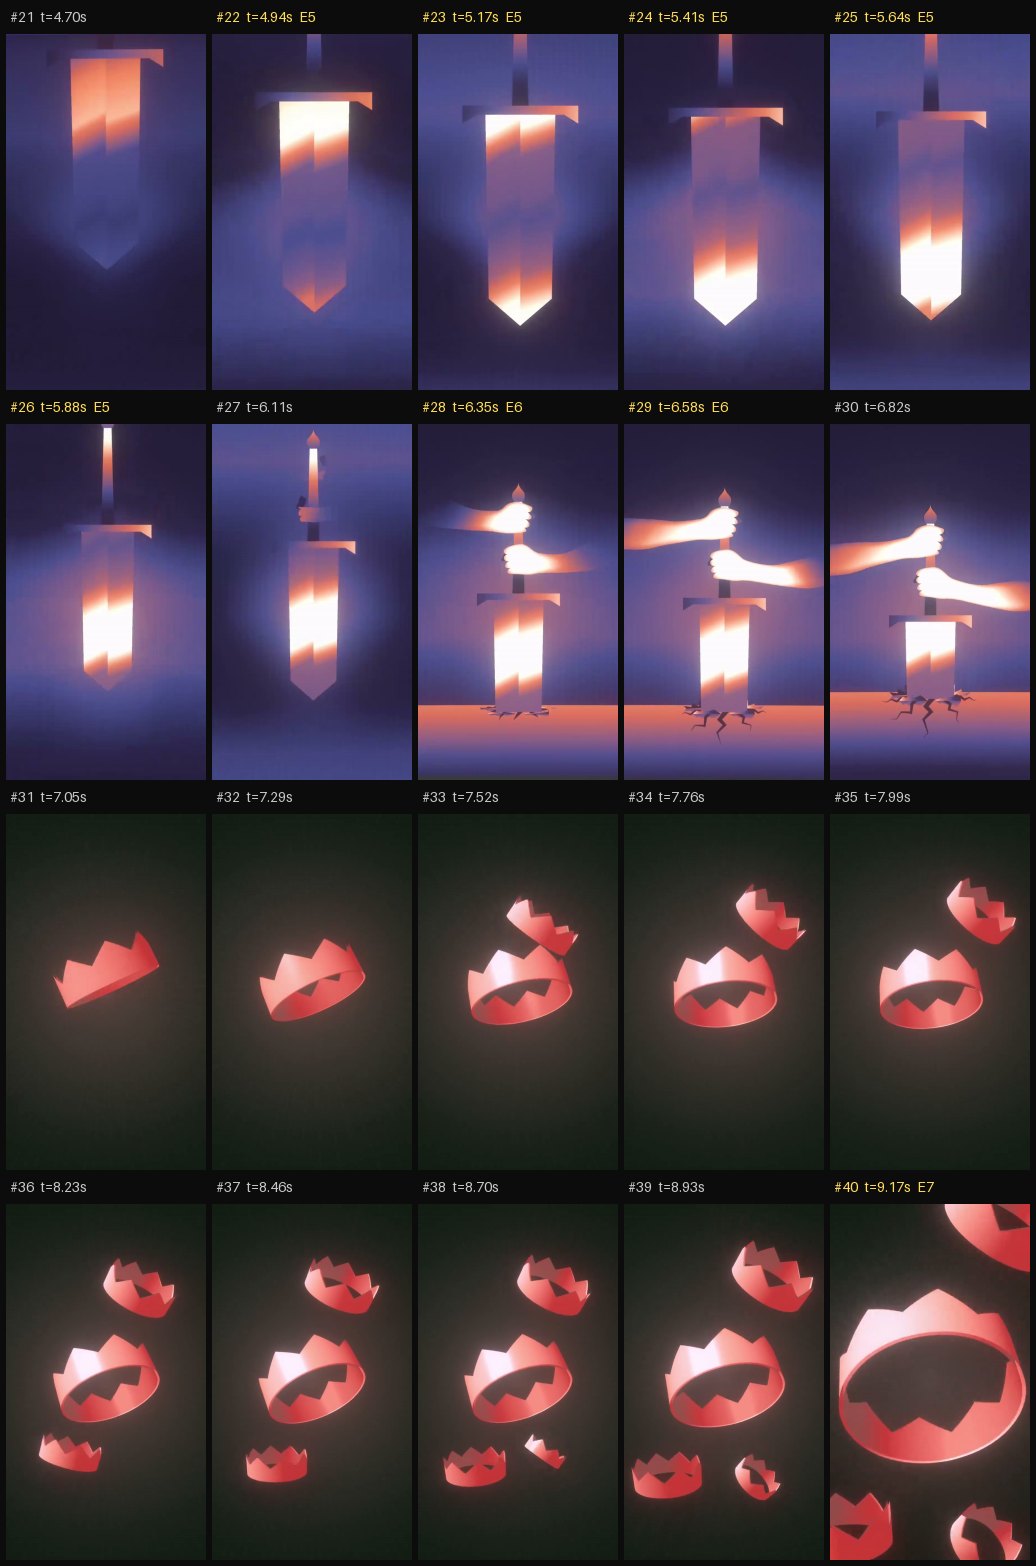 #21 t=4.70s
#22 t=4.94s E5
#23 t=5.17s E5
#24 t=5.41s E5
#25 t=5.64s E5
#26 t=5.88s E5
#27 t=6.11s
#28 t=6.35s E6
#29 t=6.58s E6
#30 t=6.82s
#31 t=7.05s
#32 t=7.29s
#33 t=7.52s
#34 t=7.76s
#35 t=7.99s
#36 t=8.23s
#37 t=8.46s
#38 t=8.70s
#39 t=8.93s
#40 t=9.17s E7